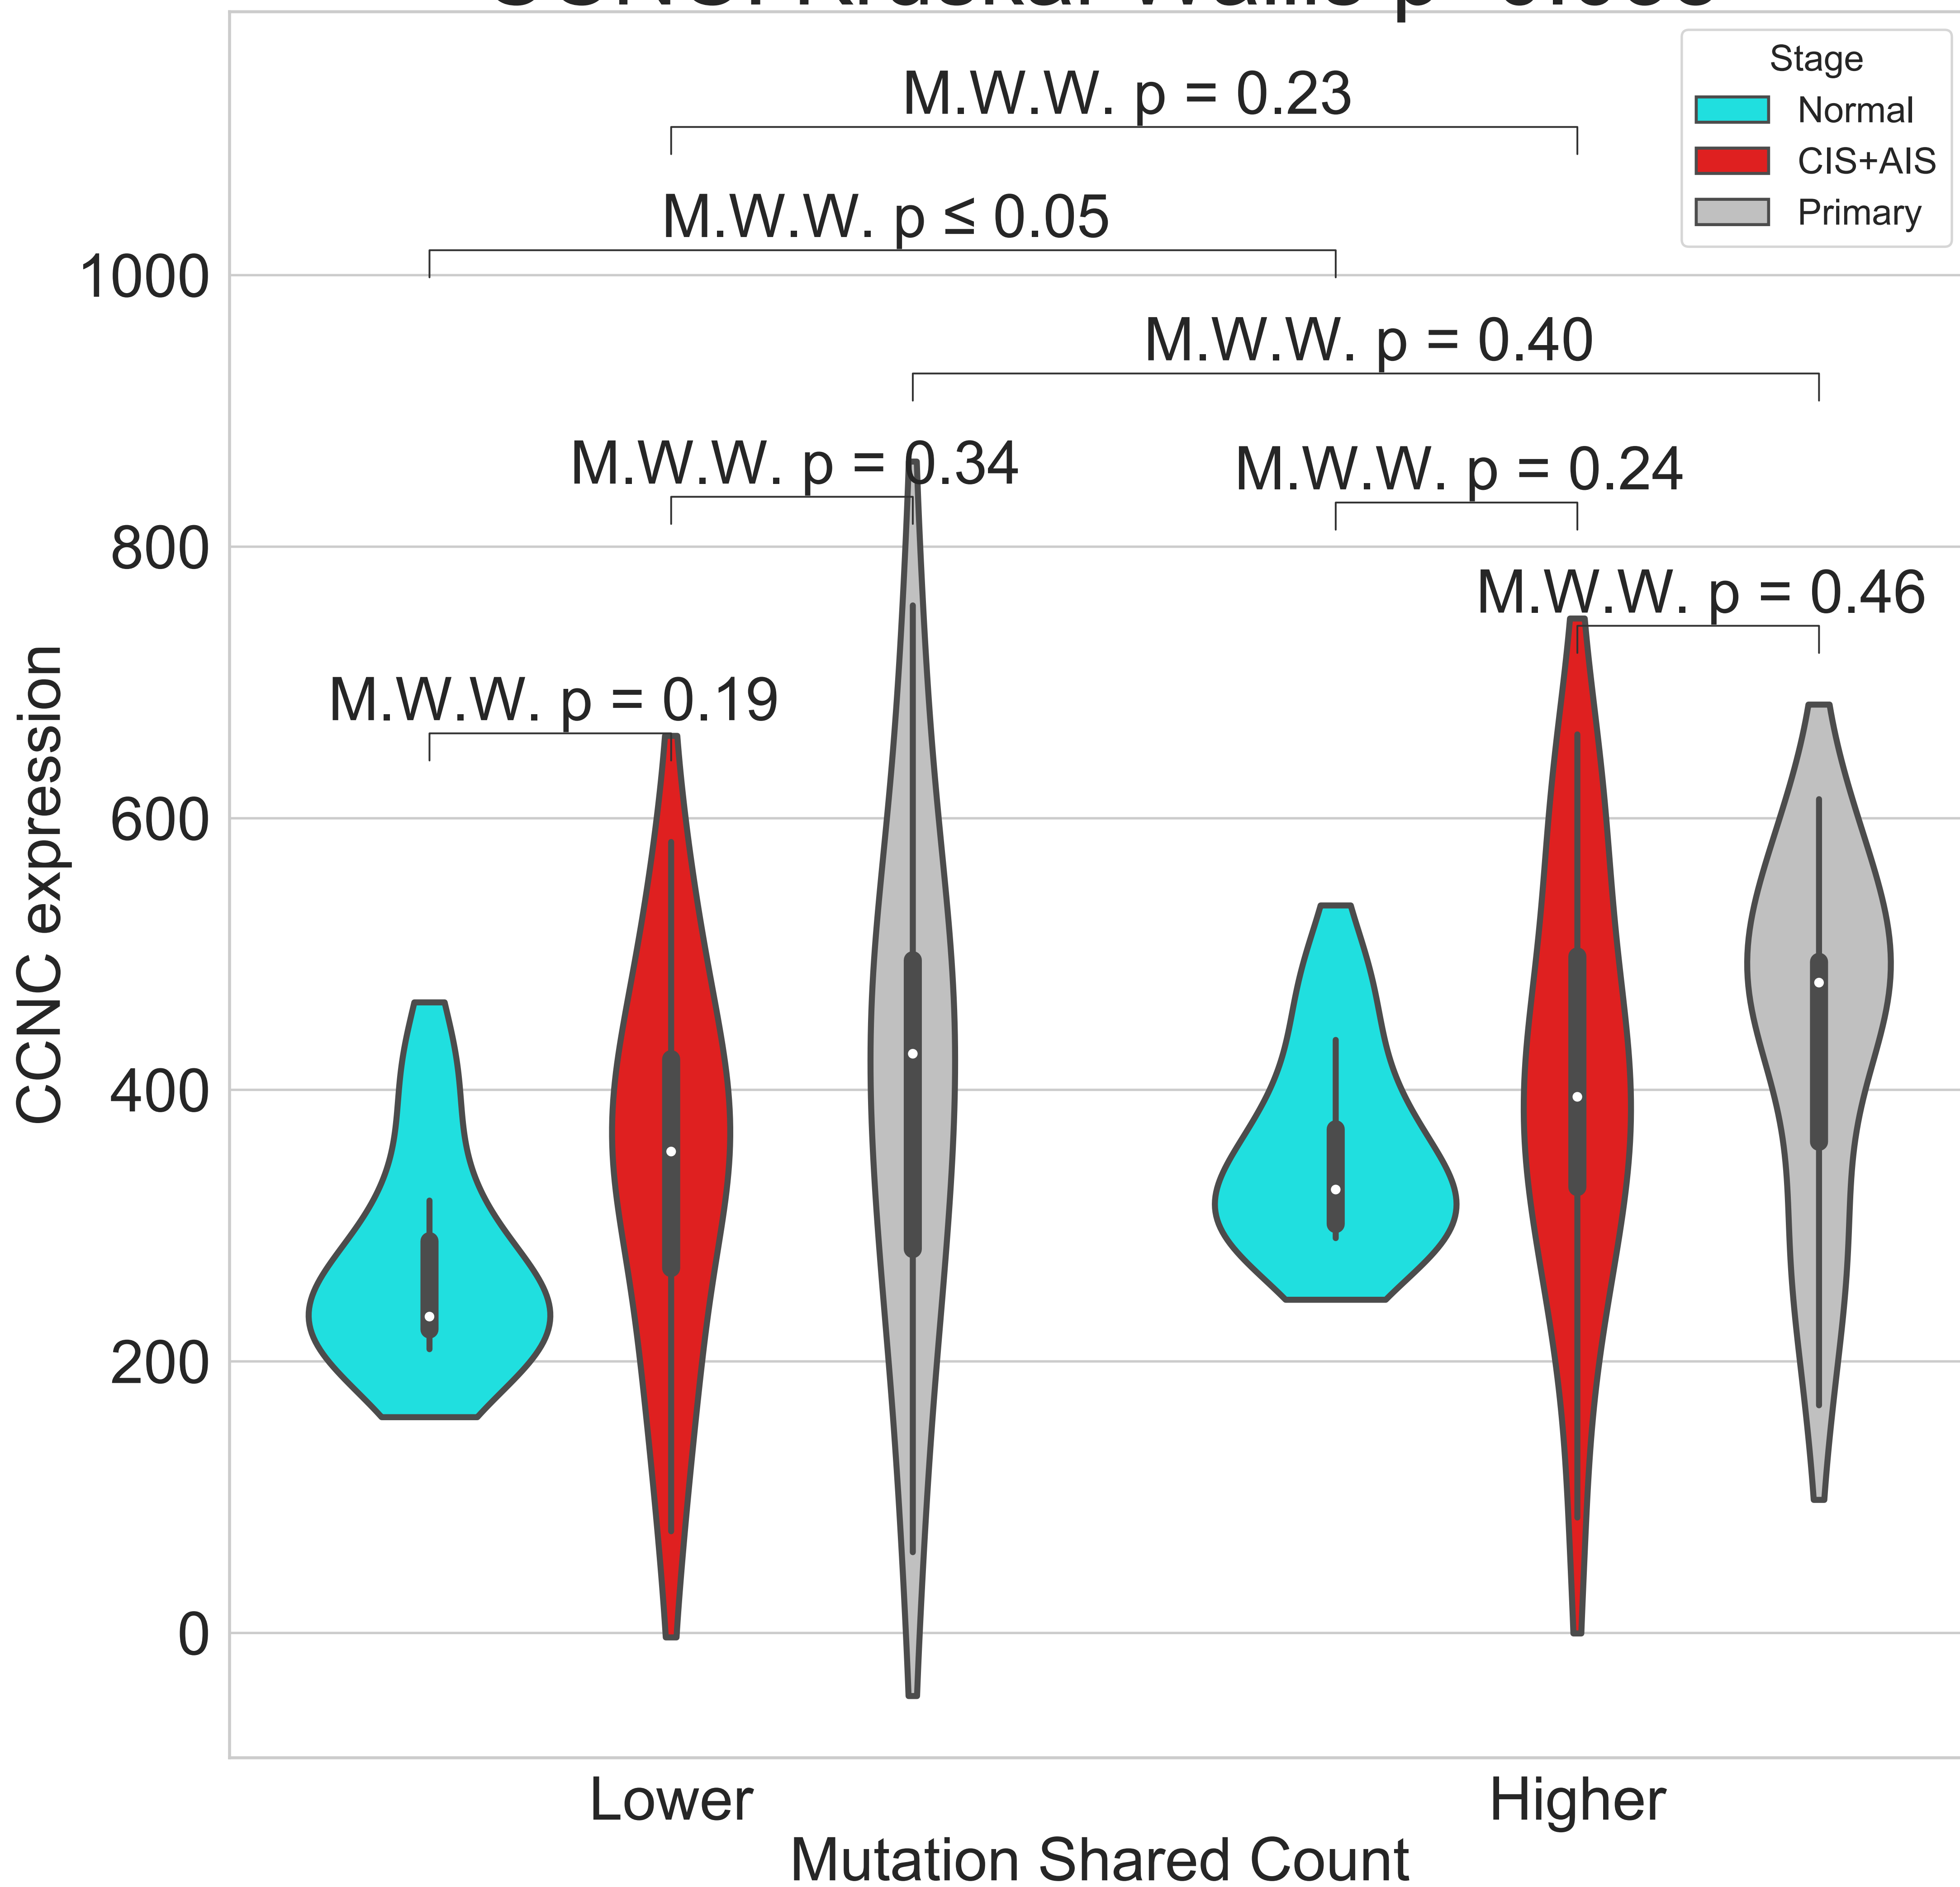 M.W.W. p = 0.23
Stage
Normal
CIS+AIS
Primary
M.W.W. p ≤ 0.05
M.W.W. p = 0.40
M.W.W. p = 0.34
M.W.W. p = 0.24
M.W.W. p = 0.46
M.W.W. p = 0.19
1000
800
600
400
200
0
CCNC expression
Lower
Higher
Mutation Shared Count